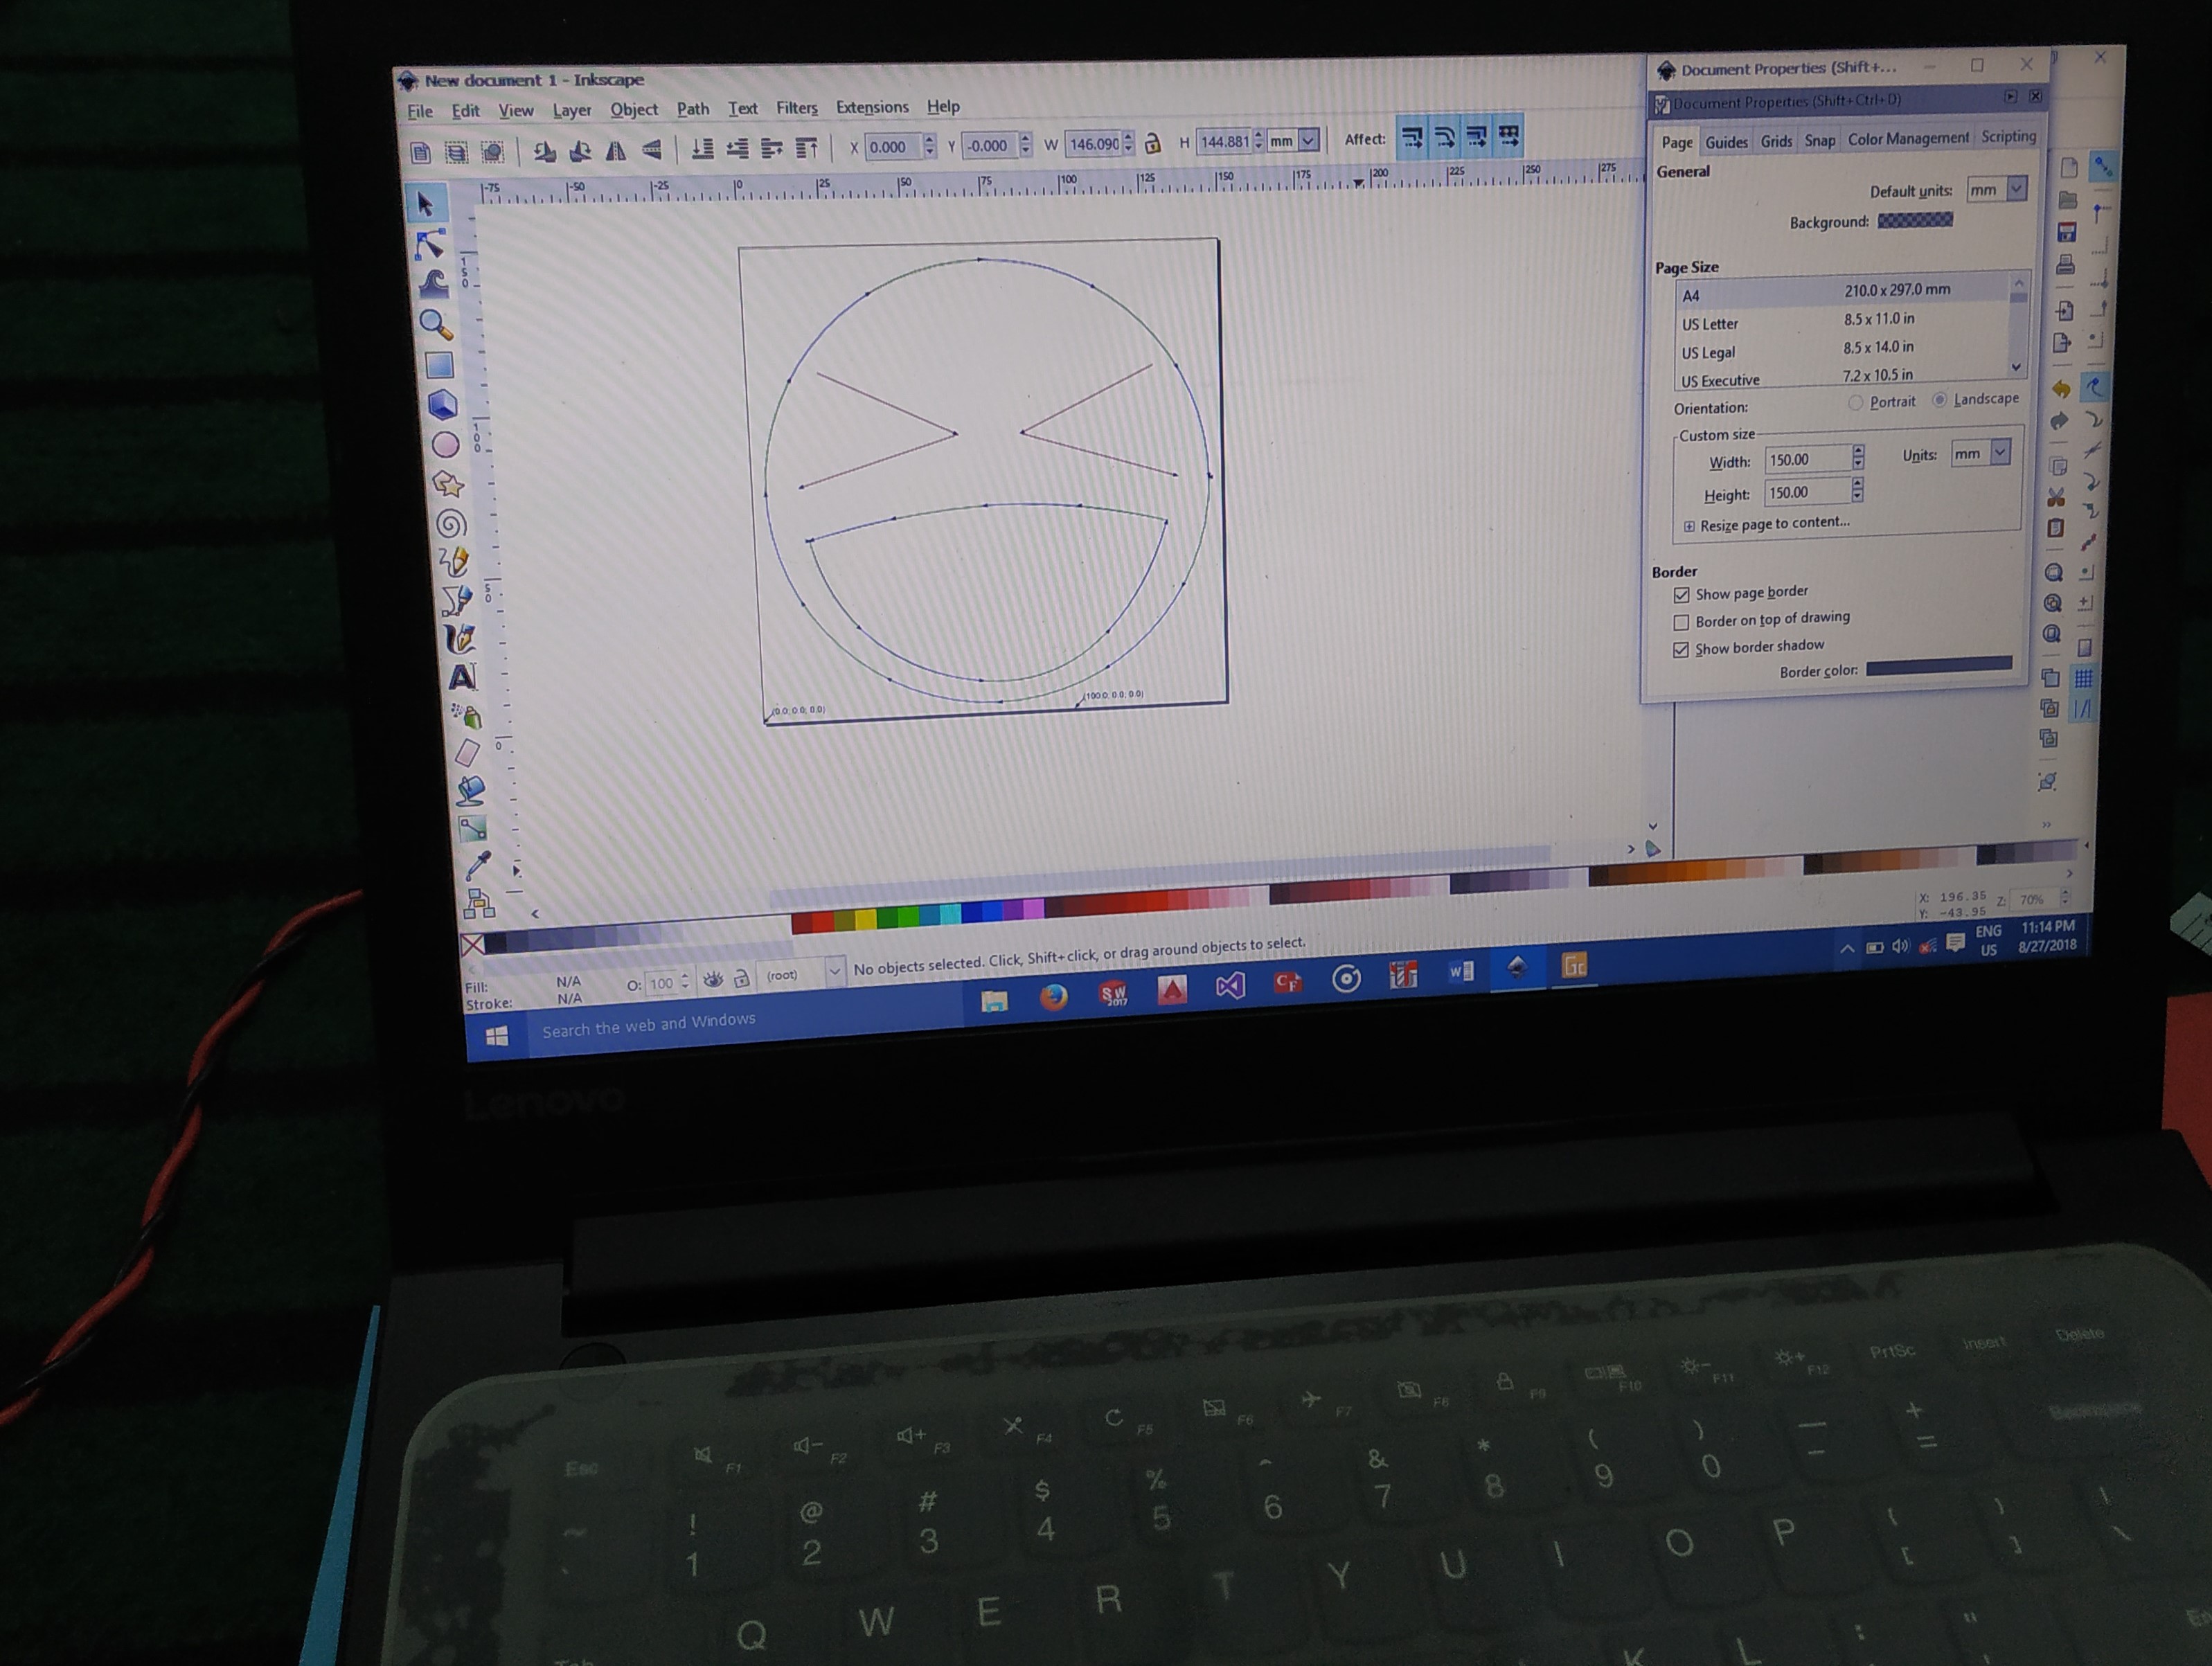 New document 1 - Inkscape
File Edit View Layer Object Path Text Filters Extensions Help
X 0.000 Y -0.000 W 146.090 H 144.881 mm Affect:
-75 -50 -25 0 25 50 75 100 125 150 175 200 225 250 275
150
100
50
0
(0.0; 0.0; 0.0)
(100.0; 0.0; 0.0)
Document Properties (Shift+...
Document Properties (Shift+Ctrl+D)
Page Guides Grids Snap Color Management Scripting
General
Default units: mm
Background:
Page Size
A4 210.0 x 297.0 mm
US Letter 8.5 x 11.0 in
US Legal 8.5 x 14.0 in
US Executive 7.2 x 10.5 in
Orientation: Portrait Landscape
Custom size
Width: 150.00 Units: mm
Height: 150.00
Resize page to content...
Border
Show page border
Border on top of drawing
Show border shadow
Border color:
X: 196.35
Y: -43.95
Z: 70%
Fill: N/A
Stroke: N/A
O: 100
(root)
No objects selected. Click, Shift+click, or drag around objects to select.
Search the web and Windows
SW
2017
CF
W
Gc
ENG
US
11:14 PM
8/27/2018
Lenovo
Esc F1 F2 F3 F4 F5 F6 F7 F8 F9 F10 F11 F12 PrtSc Insert Delete
~ ! @ # $ % ^ & * ( ) — +
` 1 2 3 4 5 6 7 8 9 0 - = Backspace
Tab Q W E R T Y U I O P { [ } ] | \
K L : ; "